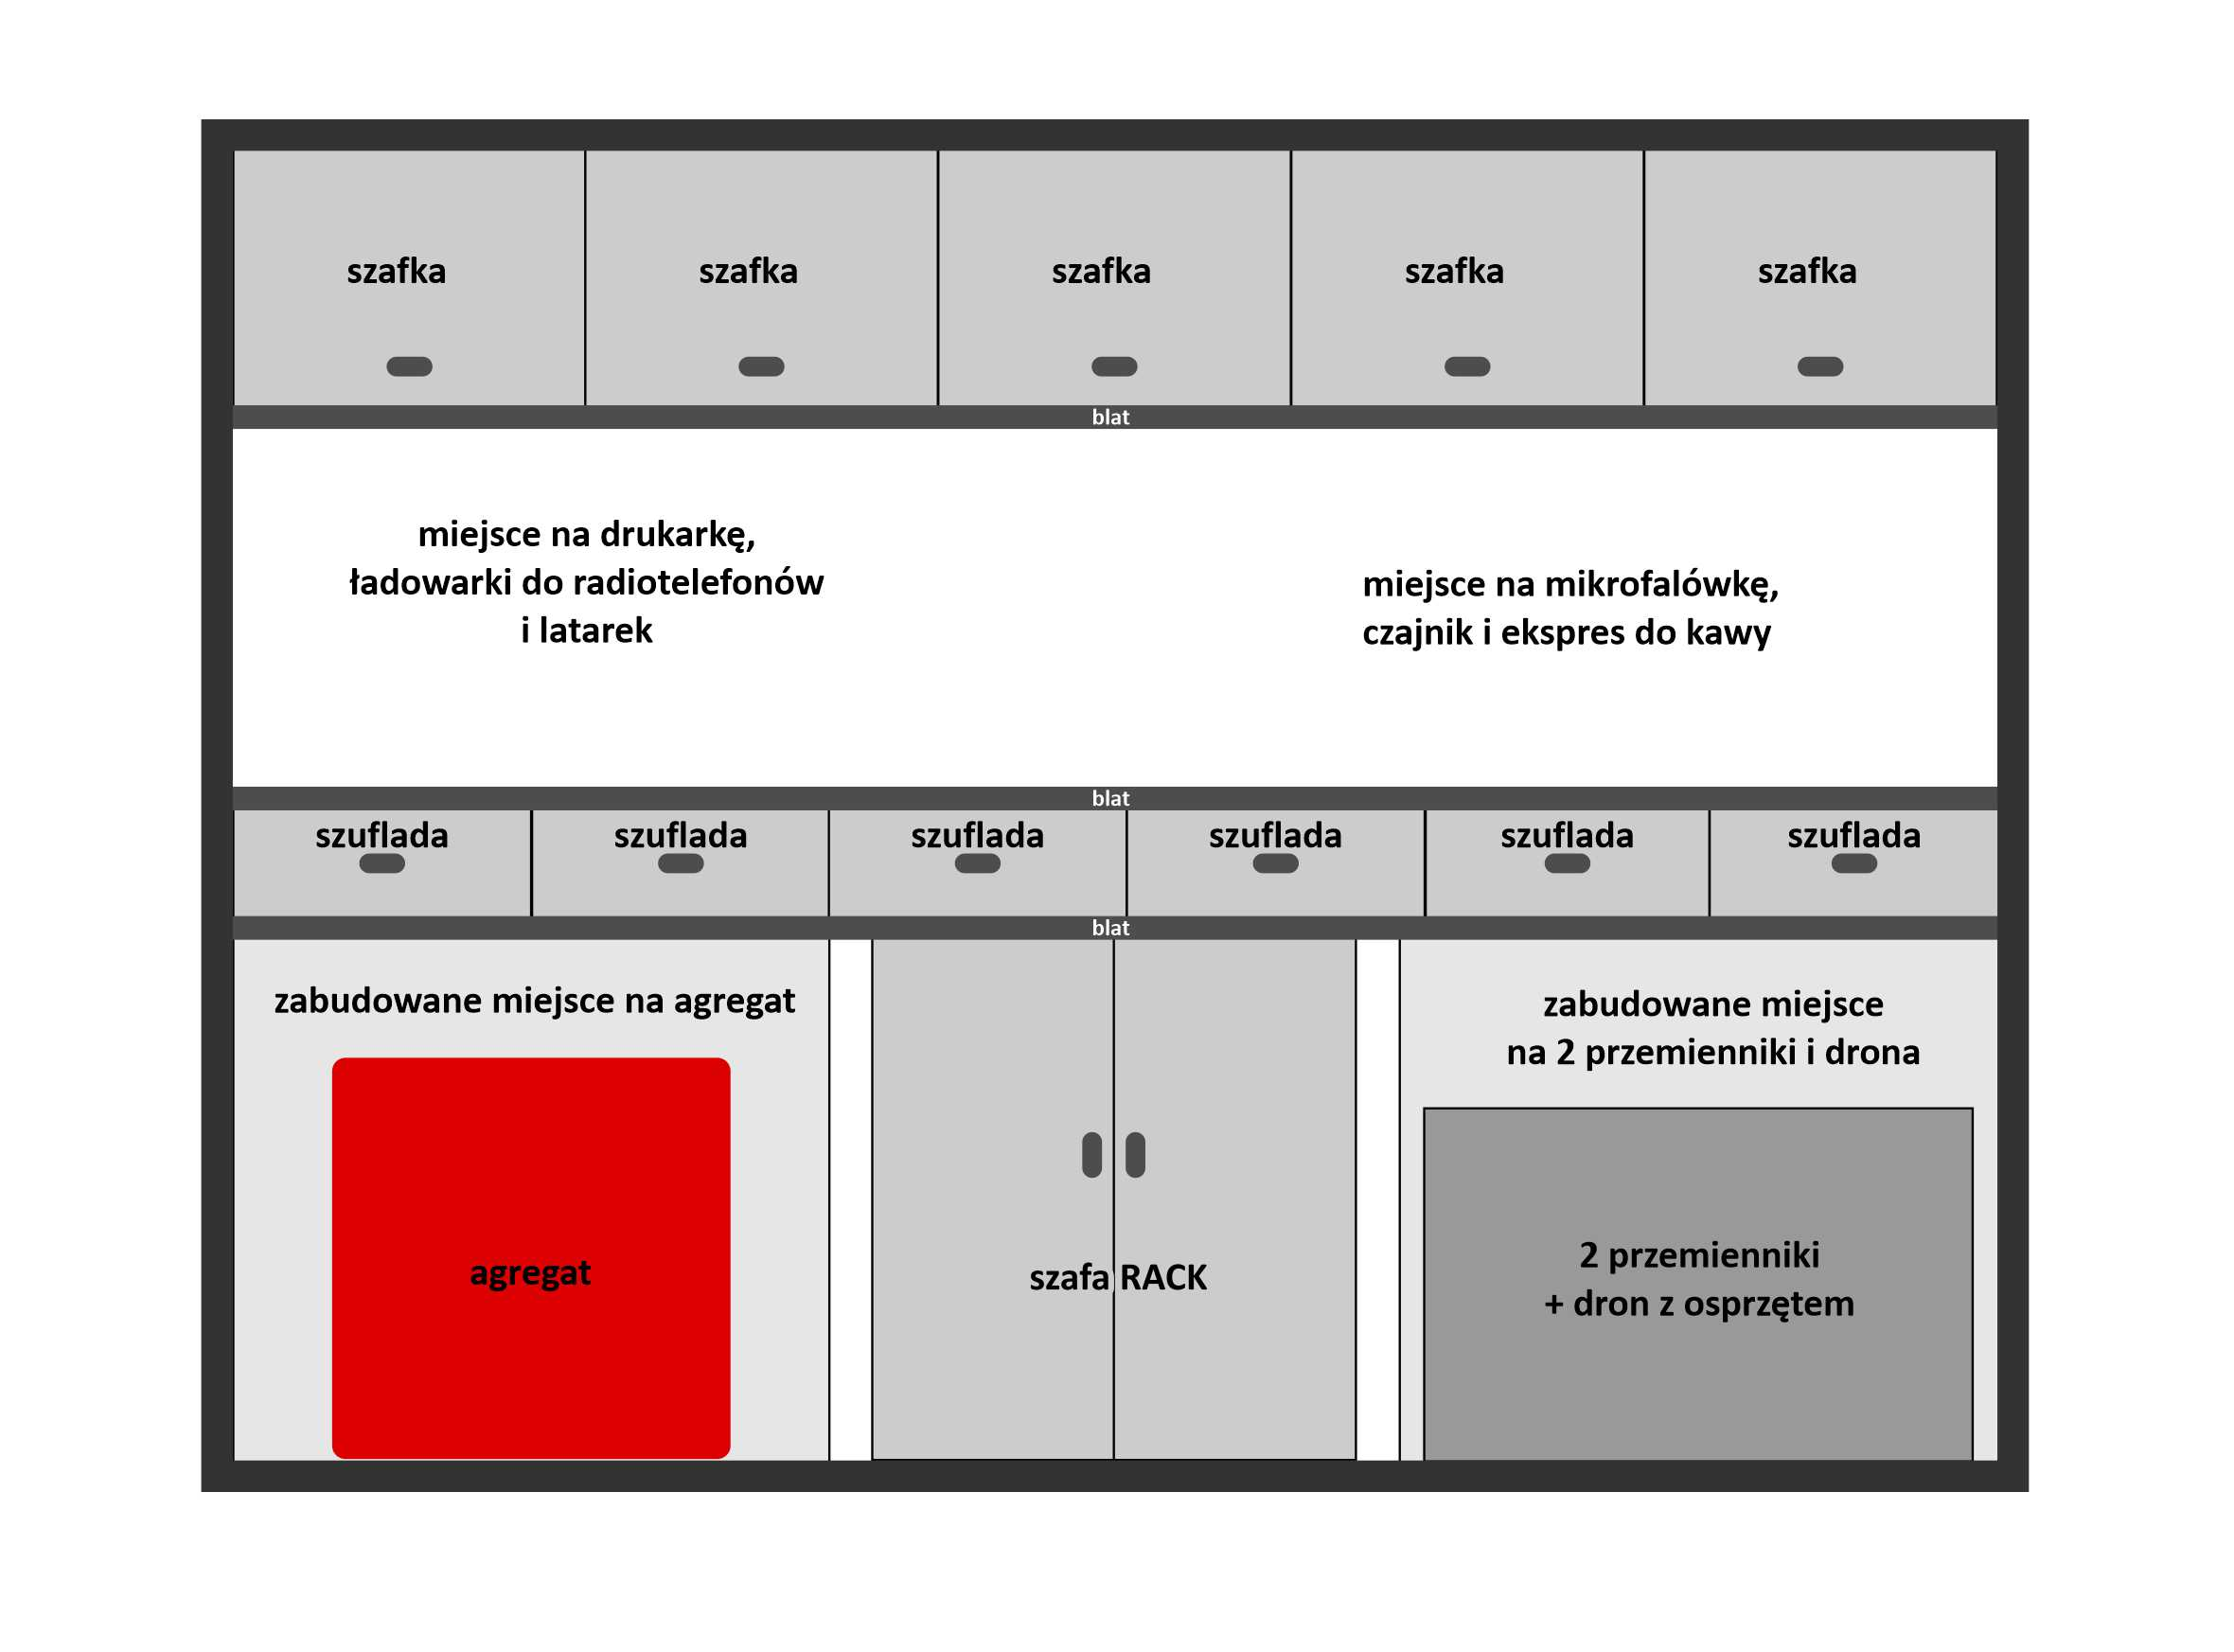 szafka
szafka
szafka
szafka
szafka
blat
miejsce na drukarkę,
ładowarki do radiotelefonów
i latarek
miejsce na mikrofalówkę,
czajnik i ekspres do kawy
blat
szuflada
szuflada
szuflada
szuflada
szuflada
szuflada
blat
zabudowane miejsce na agregat
agregat
szafa RACK
zabudowane miejsce
na 2 przemienniki i drona
2 przemienniki
+ dron z osprzętem